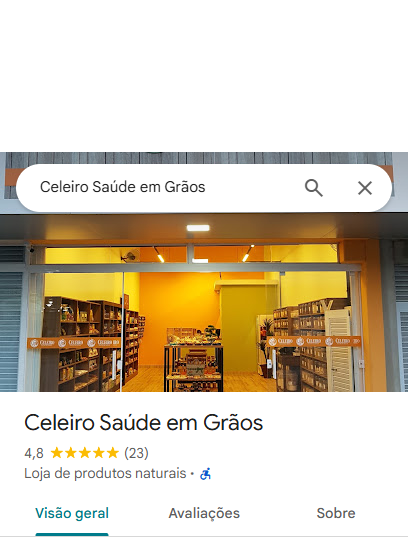 Celeiro Saúde em Grãos
Celeiro Saúde em Grãos
4,8 (23)
Loja de produtos naturais •
Visão geral Avaliações Sobre